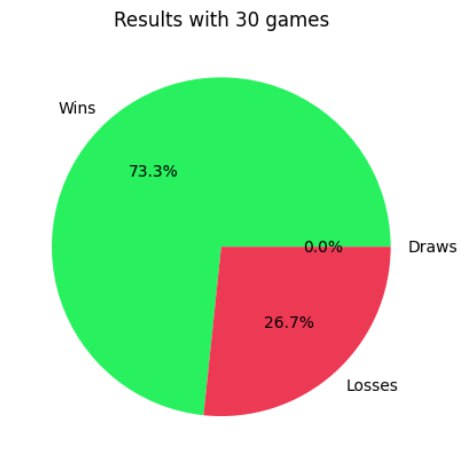 Results with 30 games
Wins
73.3%
0.0%
Draws
26.7%
Losses